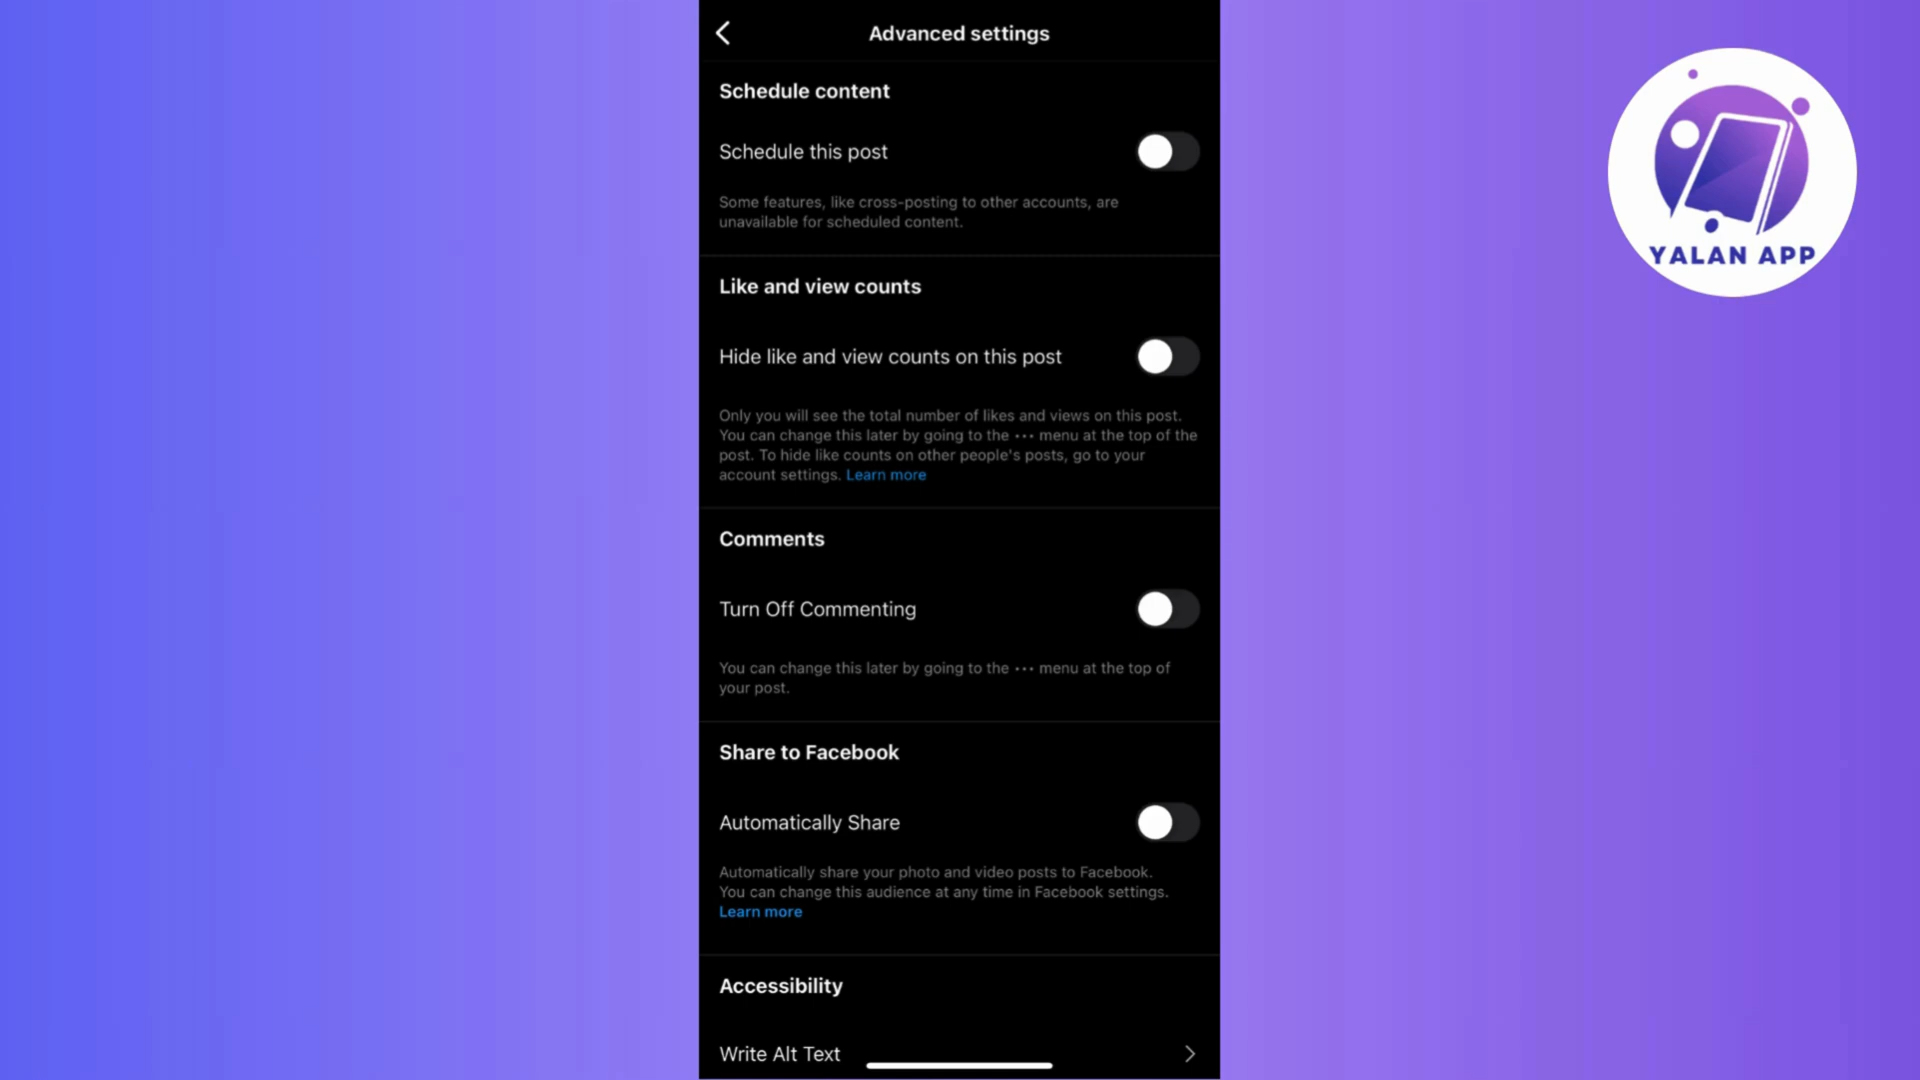 Advanced settings
Schedule content
Schedule this post
Some features, like cross-posting to other accounts, are
unavailable for scheduled content.
Like and view counts
Hide like and view counts on this post
Only you will see the total number of likes and views on this post.
You can change this later by going to the ••• menu at the top of the
post. To hide like counts on other people's posts, go to your
account settings. Learn more
Comments
Turn Off Commenting
You can change this later by going to the ••• menu at the top of
your post.
Share to Facebook
Automatically Share
Automatically share your photo and video posts to Facebook.
You can change this audience at any time in Facebook settings.
Learn more
Accessibility
Write Alt Text
YALAN APP